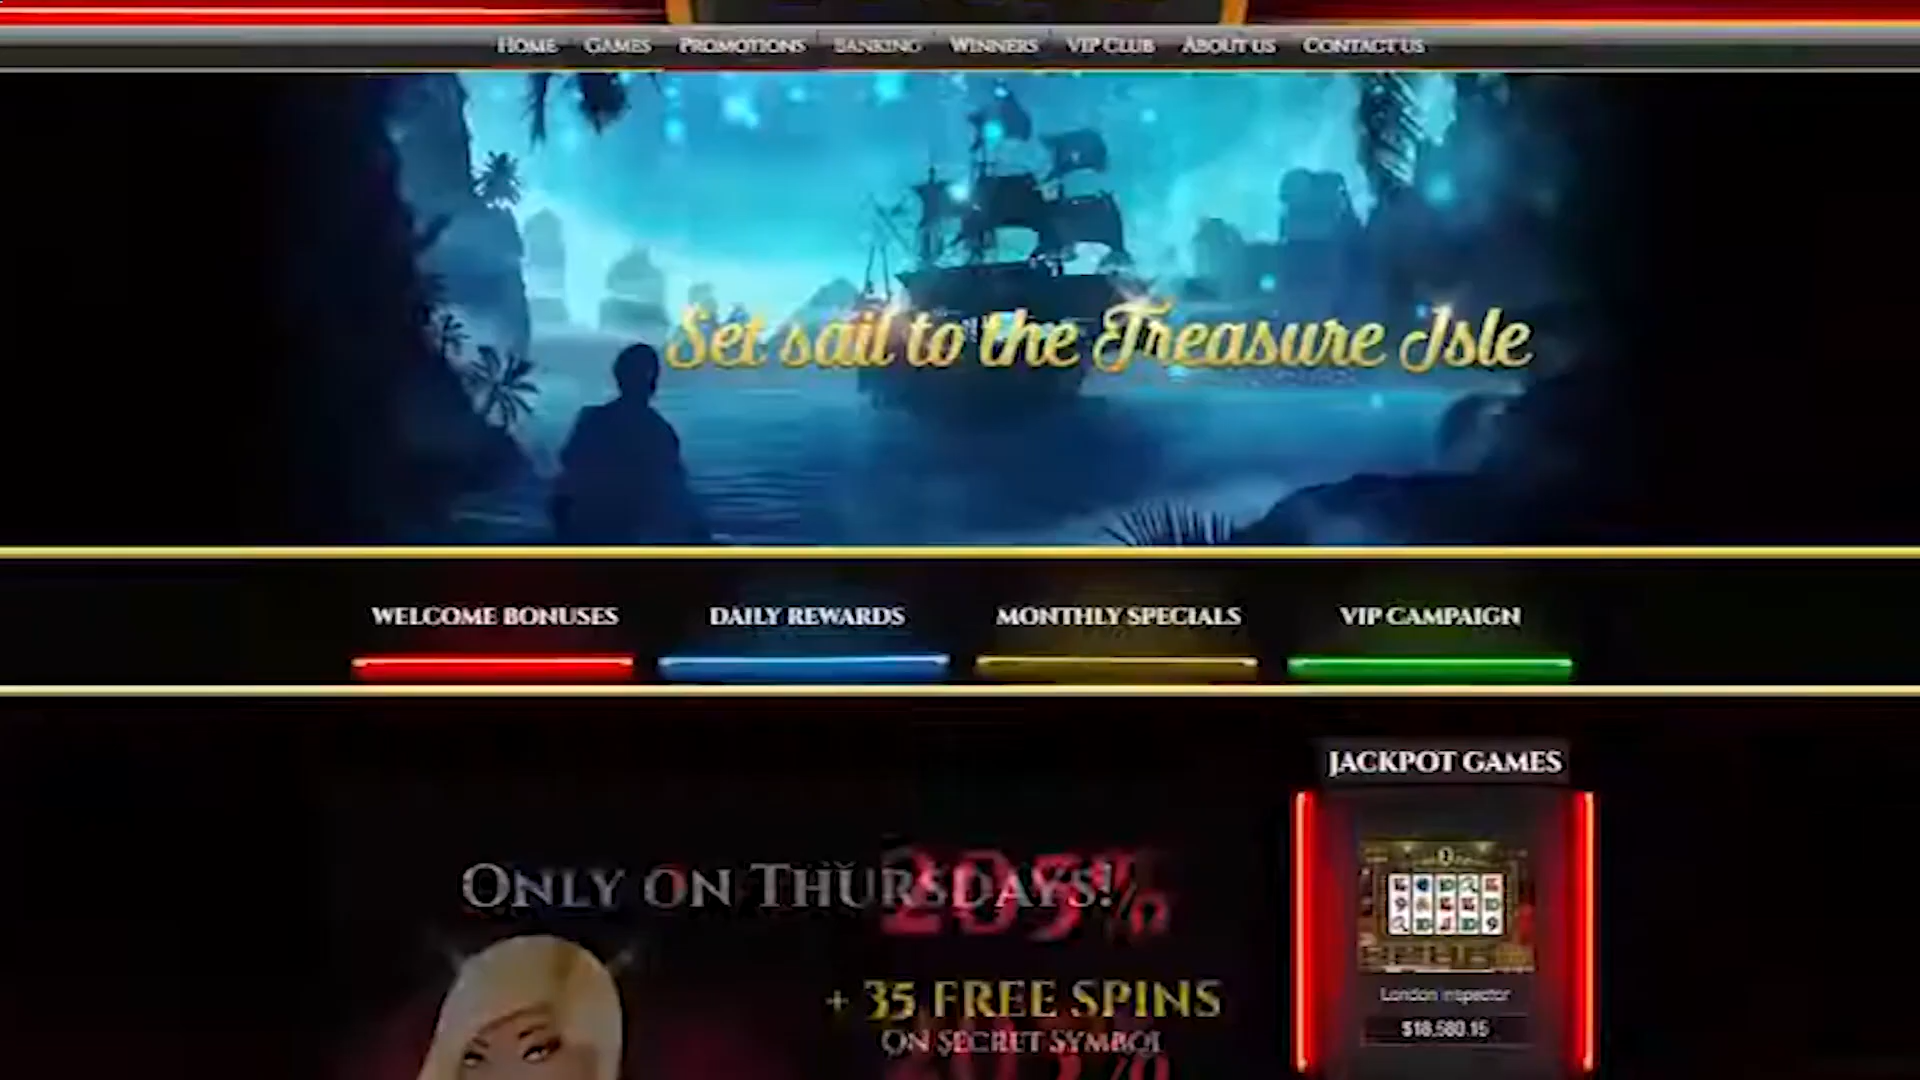 HOME GAMES PROMOTIONS BANKING WINNERS VIP CLUB ABOUT US CONTACT US
Set sail to the Treasure Isle
WELCOME BONUSES DAILY REWARDS MONTHLY SPECIALS VIP CAMPAIGN
JACKPOT GAMES
ONLY ON THURSDAYS!
+ 35 FREE SPINS
ON SECRET SYMBOL
London Inspector
$18,580.15